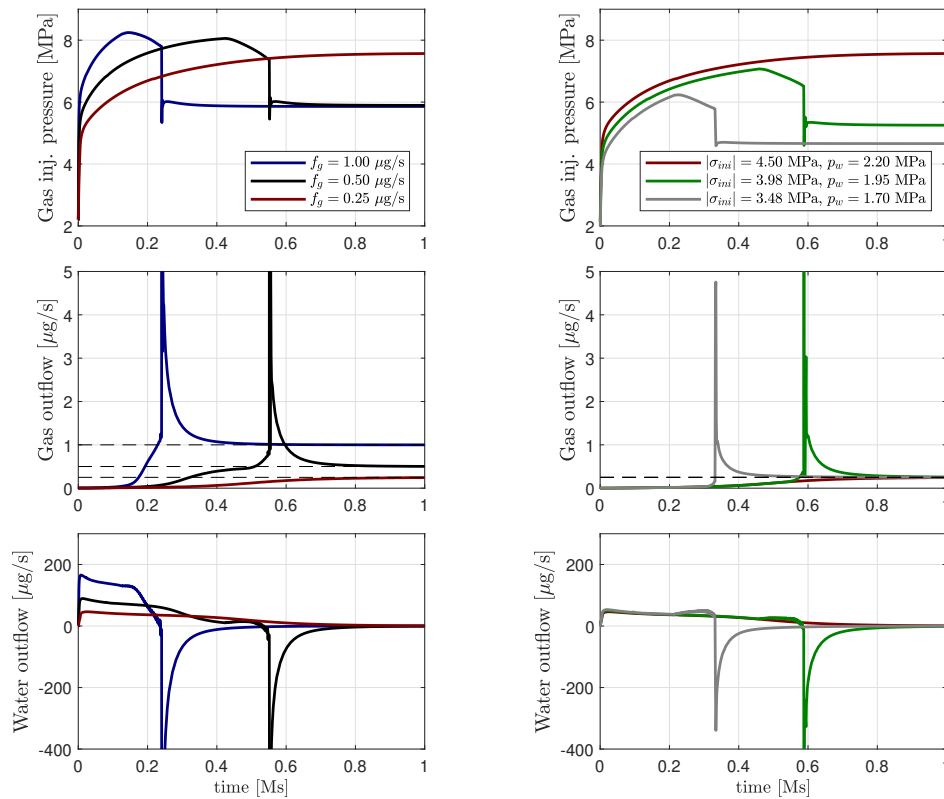 Gas inj. pressure [MPa]
8
6
4
2
0 0.2 0.4 0.6 0.8 1
f_g = 1.00 μg/s
f_g = 0.50 μg/s
f_g = 0.25 μg/s
Gas inj. pressure [MPa]
8
6
4
2
0 0.2 0.4 0.6 0.8 1
|σ_ini| = 4.50 MPa, p_w = 2.20 MPa
|σ_ini| = 3.98 MPa, p_w = 1.95 MPa
|σ_ini| = 3.48 MPa, p_w = 1.70 MPa
Gas outflow [μg/s]
5
4
3
2
1
0
0 0.2 0.4 0.6 0.8 1
Gas outflow [μg/s]
5
4
3
2
1
0
0 0.2 0.4 0.6 0.8 1
Water outflow [μg/s]
200
0
-200
-400
0 0.2 0.4 0.6 0.8 1
time [Ms]
Water outflow [μg/s]
200
0
-200
-400
0 0.2 0.4 0.6 0.8 1
time [Ms]